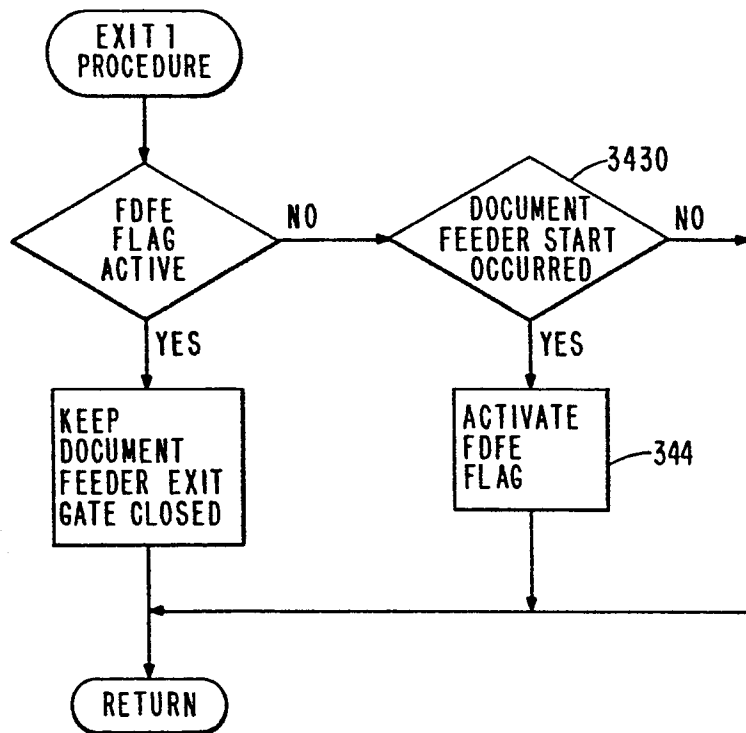 EXIT 1
PROCEDURE
FDFE
FLAG
ACTIVE
NO
3430
DOCUMENT
FEEDER START
OCCURRED
NO
YES
YES
KEEP
DOCUMENT
FEEDER EXIT
GATE CLOSED
ACTIVATE
FDFE
FLAG
344
RETURN